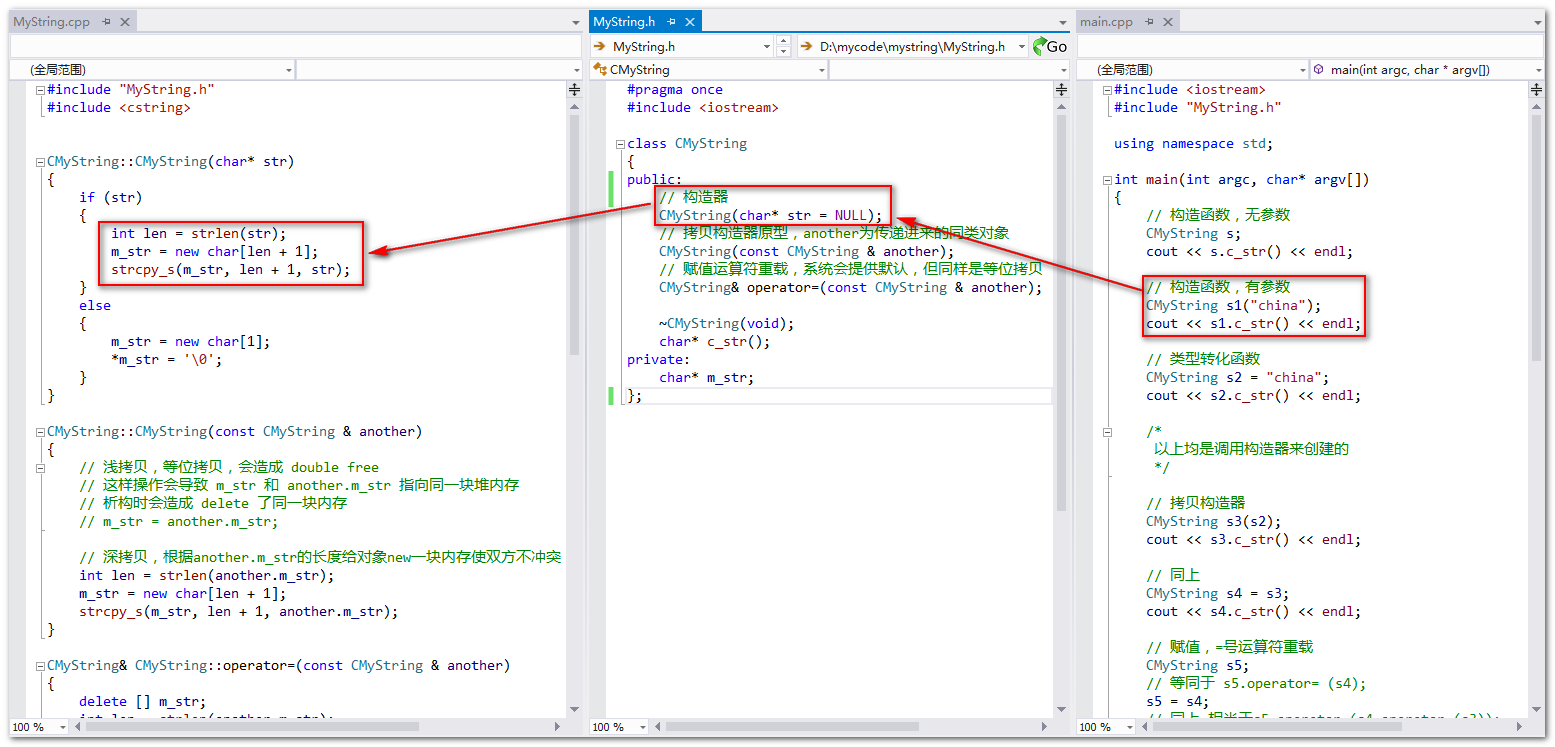 MyString.cpp
(全局范围)
#include "MyString.h"
#include <cstring>
CMyString::CMyString(char* str)
{
if (str)
{
int len = strlen(str);
m_str = new char[len + 1];
strcpy_s(m_str, len + 1, str);
}
else
{
m_str = new char[1];
*m_str = '\0';
}
}
CMyString::CMyString(const CMyString & another)
{
// 浅拷贝，等位拷贝，会造成 double free
// 这样操作会导致 m_str 和 another.m_str 指向同一块堆内存
// 析构时会造成 delete 了同一块内存
// m_str = another.m_str;
// 深拷贝，根据another.m_str的长度给对象new一块内存使双方不冲突
int len = strlen(another.m_str);
m_str = new char[len + 1];
strcpy_s(m_str, len + 1, another.m_str);
}
CMyString& CMyString::operator=(const CMyString & another)
{
delete [] m_str;
100 %
MyString.h
MyString.h
D:\mycode\mystring\MyString.h
Go
CMyString
#pragma once
#include <iostream>
class CMyString
{
public:
// 构造器
CMyString(char* str = NULL);
// 拷贝构造器原型，another为传递进来的同类对象
CMyString(const CMyString & another);
// 赋值运算符重载，系统会提供默认，但同样是等位拷贝
CMyString& operator=(const CMyString & another);
~CMyString(void);
char* c_str();
private:
char* m_str;
};
100 %
main.cpp
(全局范围)
main(int argc, char * argv[])
#include <iostream>
#include "MyString.h"
using namespace std;
int main(int argc, char* argv[])
{
// 构造函数，无参数
CMyString s;
cout << s.c_str() << endl;
// 构造函数，有参数
CMyString s1("china");
cout << s1.c_str() << endl;
// 类型转化函数
CMyString s2 = "china";
cout << s2.c_str() << endl;
/*
以上均是调用构造器来创建的
*/
// 拷贝构造器
CMyString s3(s2);
cout << s3.c_str() << endl;
// 同上
CMyString s4 = s3;
cout << s4.c_str() << endl;
// 赋值，=号运算符重载
CMyString s5;
// 等同于 s5.operator= (s4);
s5 = s4;
100 %